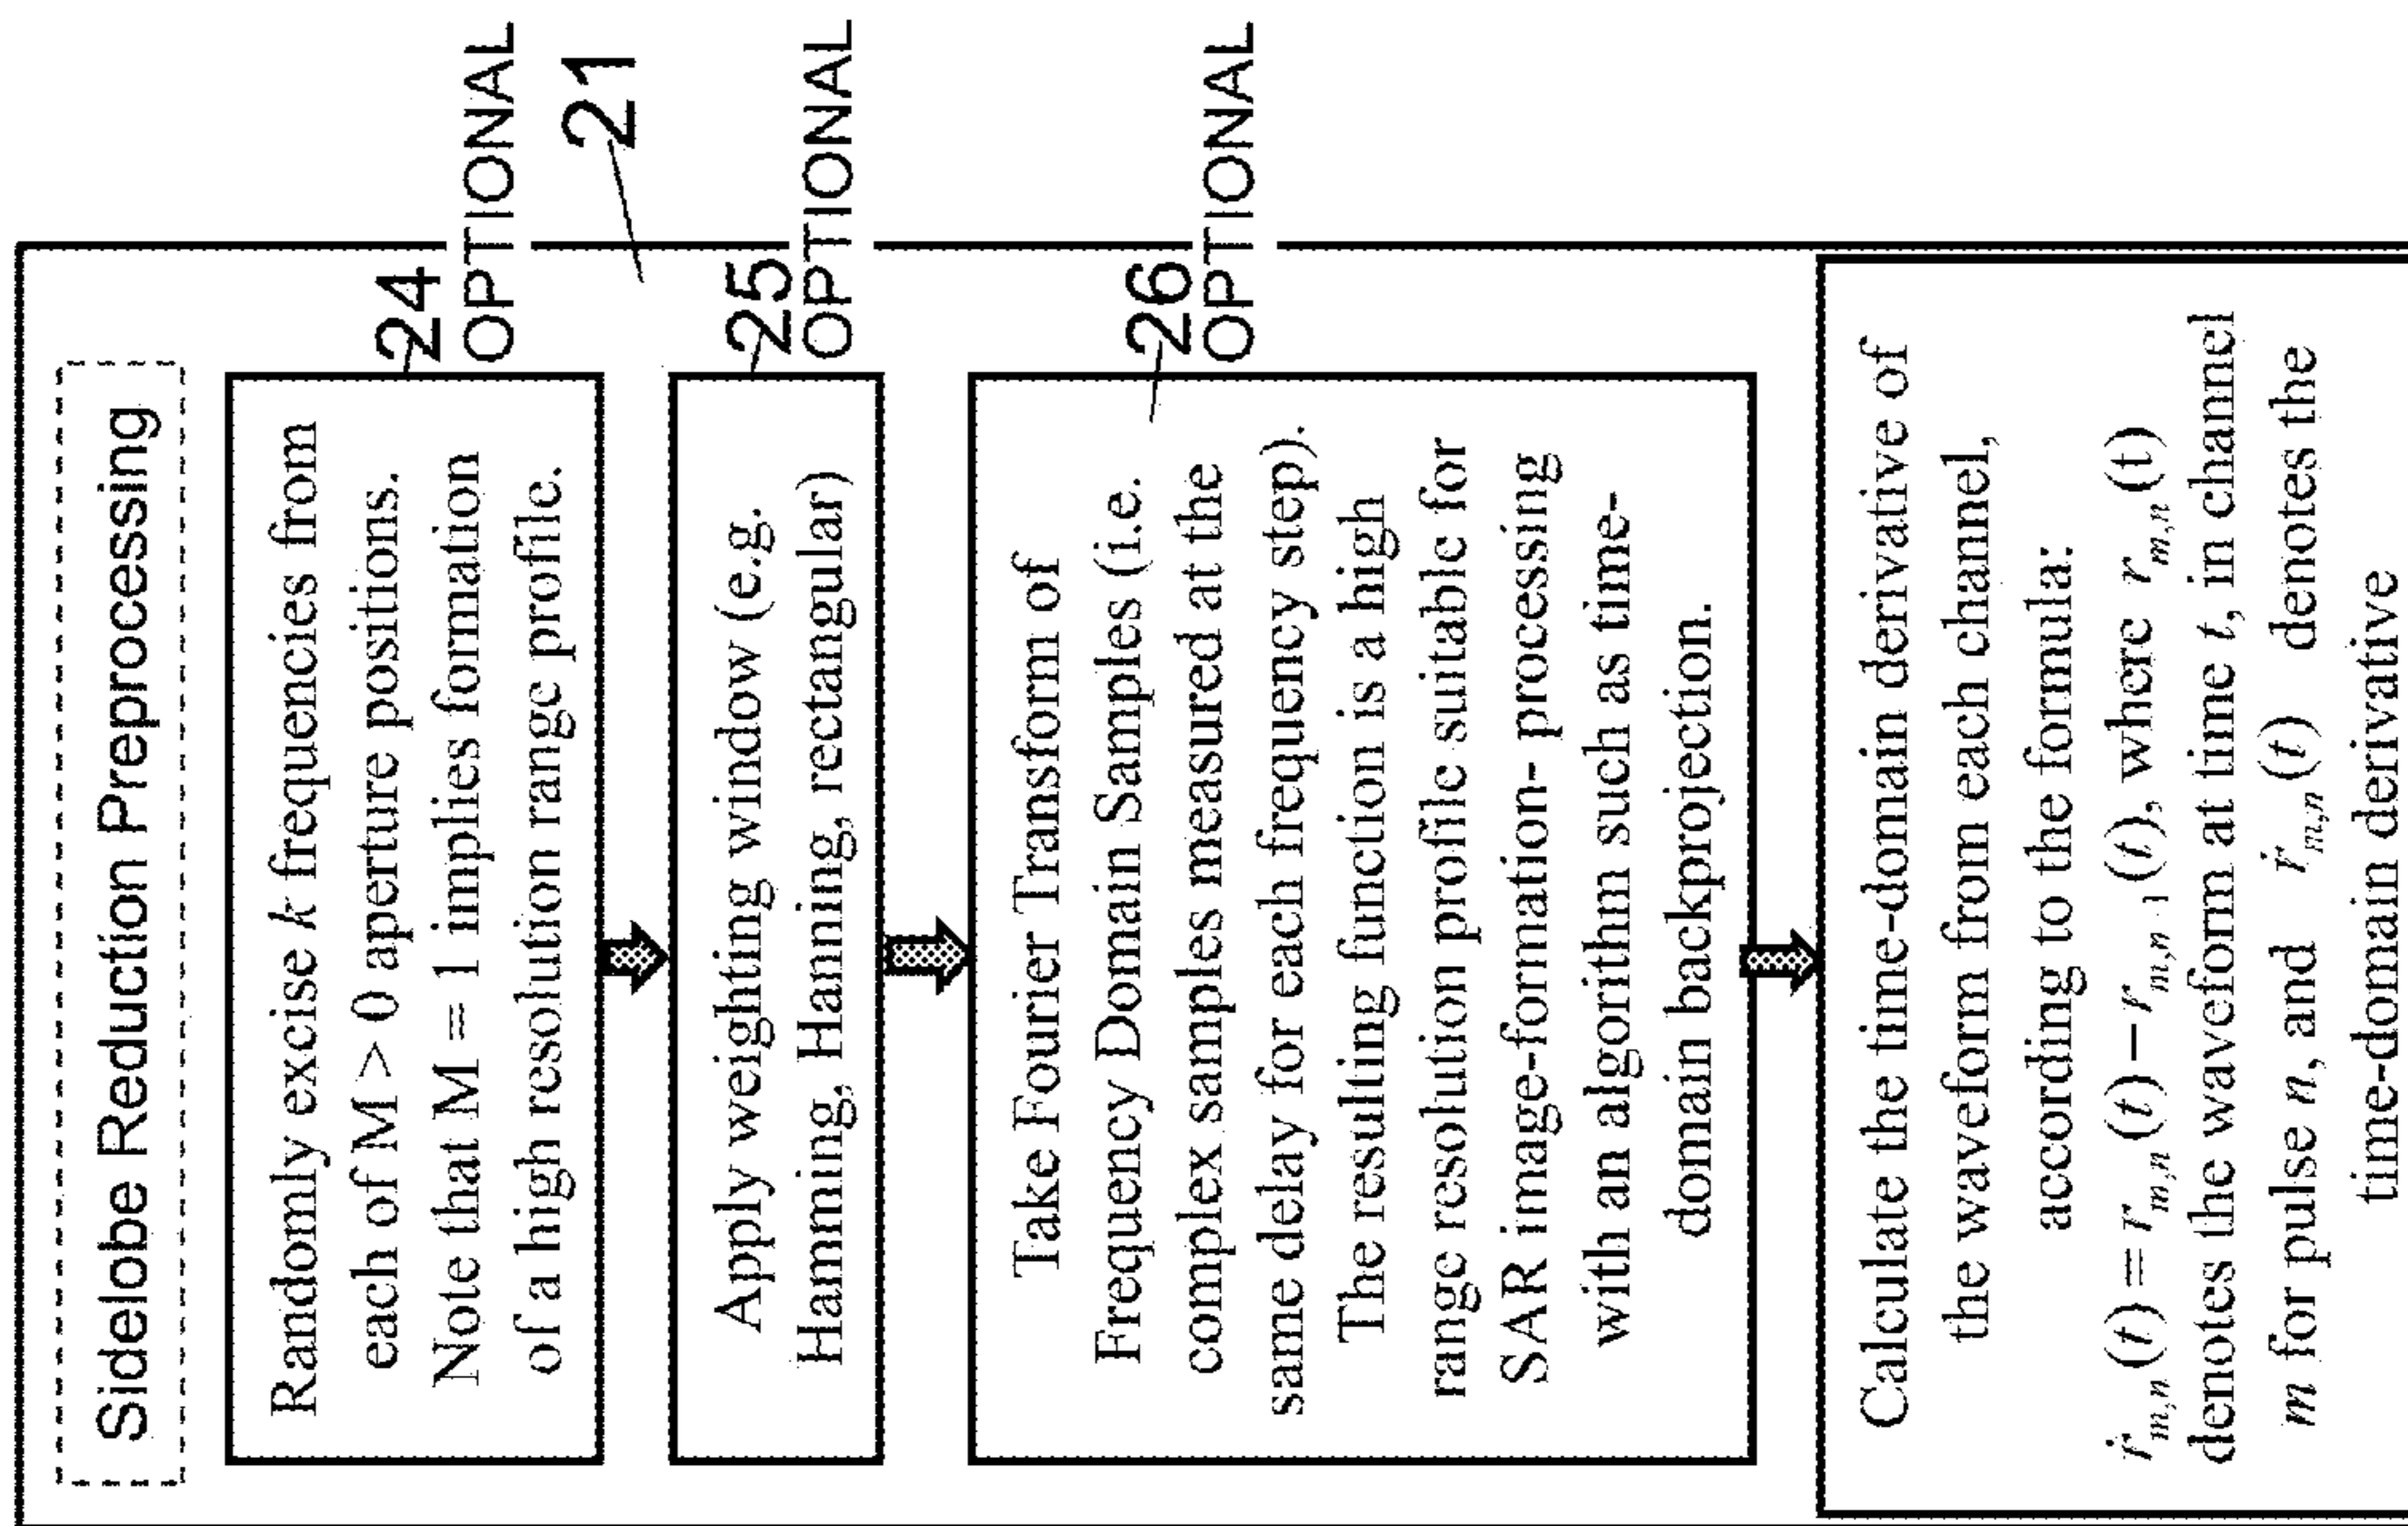 Sidelobe Reduction Preprocessing
24
OPTIONAL
Randomly excise k frequencies from
each of M > 0 aperture positions.
Note that M = 1 implies formation
of a high resolution range profile.
21
25
OPTIONAL
Apply weighting window (e.g.
Hamming, Hanning, rectangular)
26
OPTIONAL
Take Fourier Transform of
Frequency Domain Samples (i.e.
complex samples measured at the
same delay for each frequency step).
The resulting function is a high
range resolution profile suitable for
SAR image-formation- processing
with an algorithm such as time-
domain backprojection.
Calculate the time-domain derivative of
the waveform from each channel,
according to the formula:
ṙm,n(t) = rm,n(t) − rm,n-1(t), where rm,n(t)
denotes the waveform at time t, in channel
m for pulse n, and ṙm,n(t) denotes the
time-domain derivative